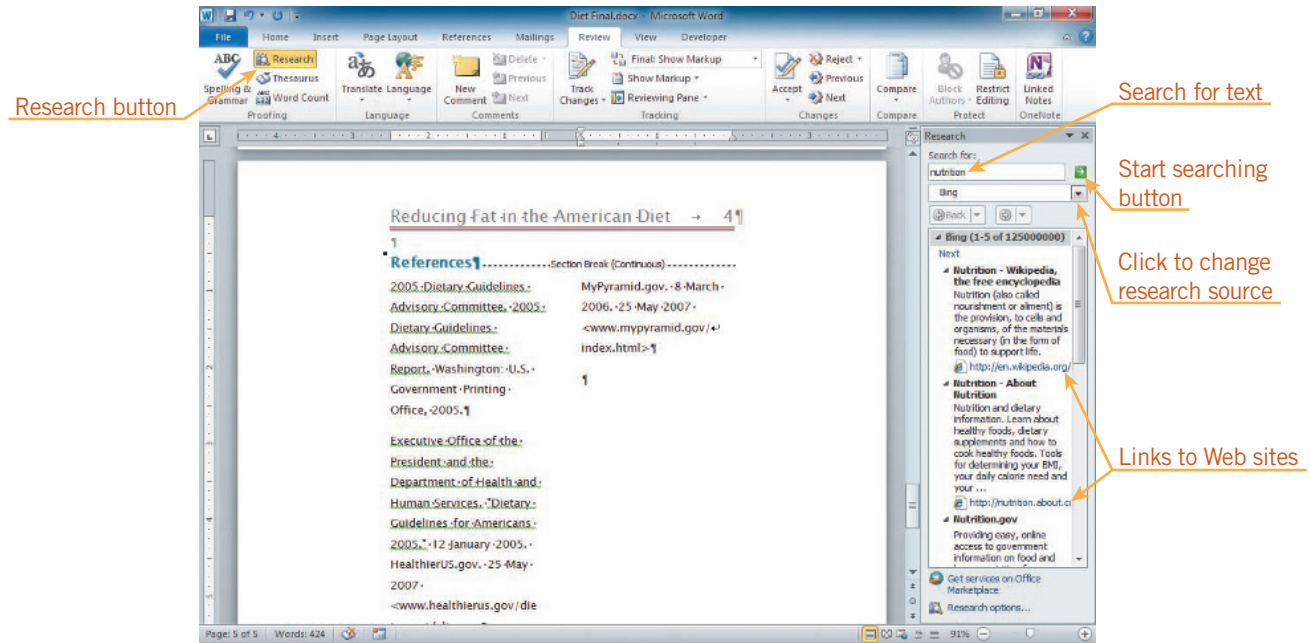 Diet Final.docx - Microsoft Word
File Home Insert Page Layout References Mailings Review View Developer
ABC Research Delete Final: Show Markup Reject
Thesaurus Previous Show Markup Previous
Spelling & Grammar Word Count Translate Language New Comment Next Track Changes Reviewing Pane Accept Next Compare Block Authors Restrict Editing Linked Notes
Proofing Language Comments Tracking Changes Compare Protect OneNote
Research button
Search for text
Start searching
button
Click to change
research source
Links to Web sites
Reducing Fat in the American Diet → 4¶
¶
References¶ Section Break (Continuous)
2005 Dietary Guidelines
Advisory Committee. 2005
Dietary Guidelines
Advisory Committee
Report. Washington: U.S.
Government Printing
Office, 2005.¶
Executive Office of the
President and the
Department of Health and
Human Services. "Dietary
Guidelines for Americans
2005." 12 January 2005.
HealthierUS.gov. 25 May
2007
<www.healthierus.gov/die
MyPyramid.gov. 8 March
2006. 25 May 2007
<www.mypyramid.gov/↵
index.html>¶
¶
Research
Search for:
nutrition
Bing
Back
Bing (1-5 of 125000000)
Next
Nutrition - Wikipedia,
the free encyclopedia
Nutrition (also called
nourishment or aliment) is
the provision, to cells and
organisms, of the materials
necessary (in the form of
food) to support life.
http://en.wikipedia.org/
Nutrition - About
Nutrition
Nutrition and dietary
information. Learn about
healthy foods, dietary
supplements and how to
cook healthy foods. Tools
for determining your BMI,
your daily calorie need and
your ...
http://nutrition.about.c
Nutrition.gov
Providing easy, online
access to government
information on food and
Get services on Office
Marketplace
Research options...
Page: 5 of 5 Words: 424 91%